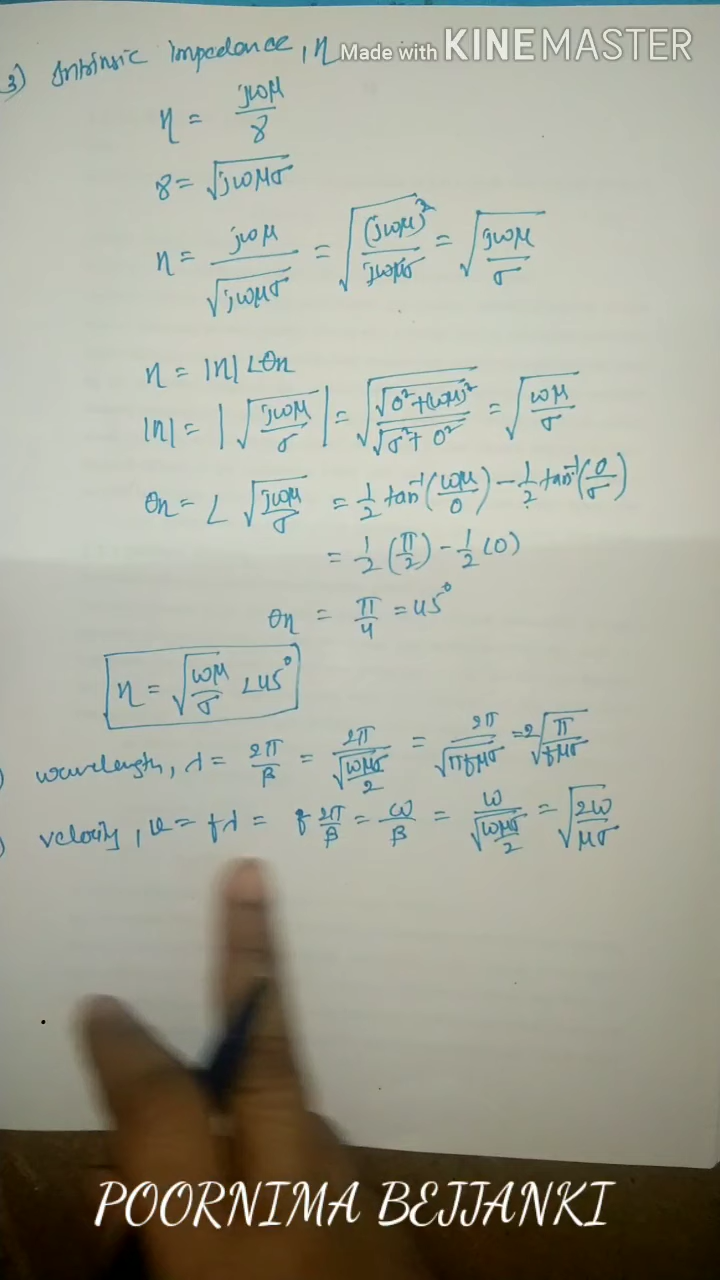 3) Intrinsic impedance, η
Made with KINEMASTER
η = jωμ/γ
γ = √(jωμσ)
η = jωμ/√(jωμσ) = √((jωμ)²/jωμσ) = √(jωμ/σ)
η = |η| ∠θη
|η| = |√(jωμ/σ)| = √(√(0²+(ωμ)²)/√(σ²+0²)) = √(ωμ/σ)
θη = ∠ √(jωμ/σ) = 1/2 tan⁻¹(ωμ/0) - 1/2 tan⁻¹(0/σ)
= 1/2 (π/2) - 1/2 (0)
θη = π/4 = 45°
η = √(ωμ/σ) ∠45°
) wavelength, λ = 2π/β = 2π/√(ωμσ/2) = 2π/√(πfμσ) = 2√(π/fμσ)
) velocity, v = fλ = f 2π/β = ω/β = ω/√(ωμσ/2) = √(2ω/μσ)
POORNIMA BEJJANKI